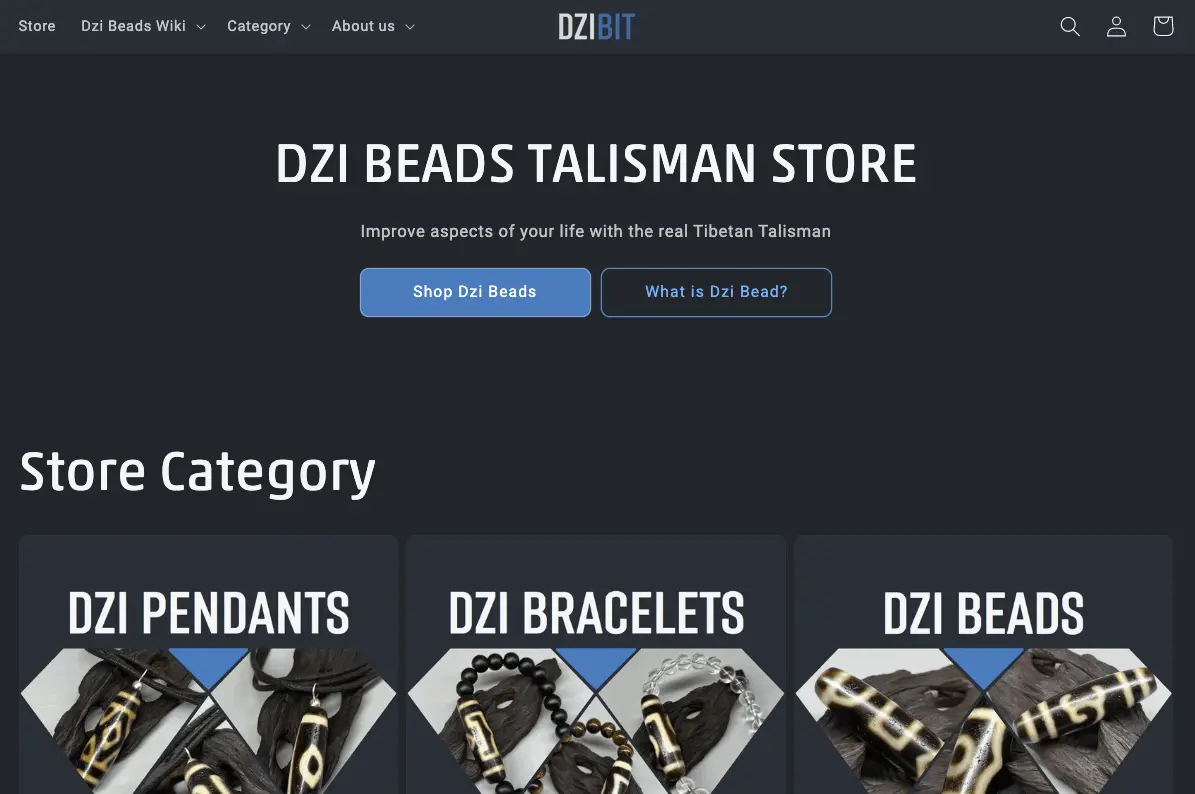 Store Dzi Beads Wiki Category About us DZIBIT
DZI BEADS TALISMAN STORE
Improve aspects of your life with the real Tibetan Talisman
Shop Dzi Beads What is Dzi Bead?
Store Category
DZI PENDANTS DZI BRACELETS DZI BEADS